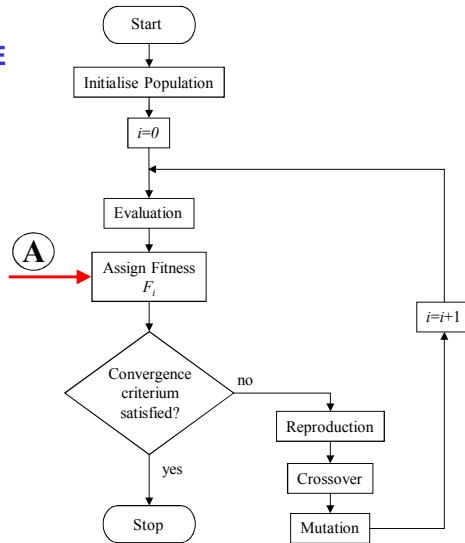 Start
E
Initialise Population
i=0
Evaluation
A
Assign Fitness
F_i
i=i+1
Convergence
criterium
satisfied?
no
Reproduction
yes
Crossover
Stop
Mutation